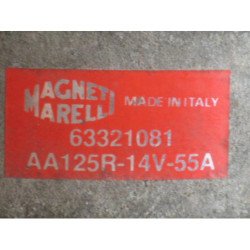 MAGNETI
MARELLI
MADE IN ITALY
63321081
AA125R-14V-55A